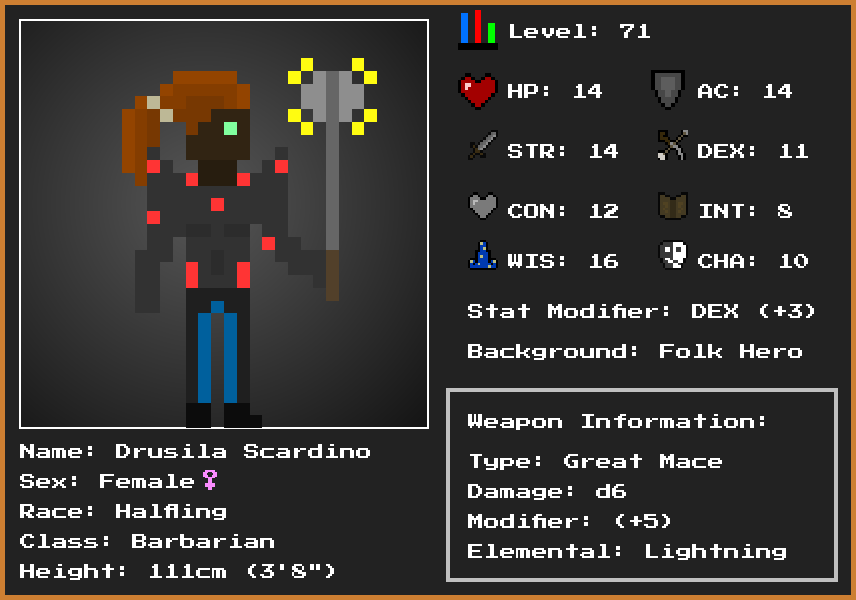 Level: 71
HP: 14
AC: 14
STR: 14
DEX: 11
CON: 12
INT: 8
WIS: 16
CHA: 10
Stat Modifier: DEX (+3)
Background: Folk Hero
Weapon Information:
Type: Great Mace
Damage: d6
Modifier: (+5)
Elemental: Lightning
Name: Drusila Scardino
Sex: Female♀
Race: Halfling
Class: Barbarian
Height: 111cm (3'8")